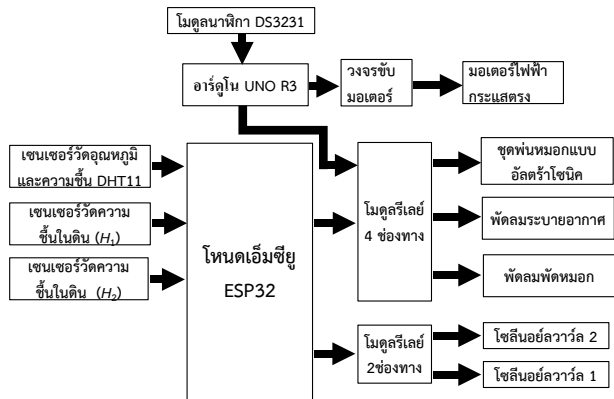 โมดูลนาฬิกา DS3231
อาร์ดูโน UNO R3
วงจรขับ
มอเตอร์
มอเตอร์ไฟฟ้า
กระแสตรง
เซนเซอร์วัดอุณหภูมิ
และความชื้น DHT11
เซนเซอร์วัดความ
ชื้นในดิน (H₁)
เซนเซอร์วัดความ
ชื้นในดิน (H₂)
โหนดเอ็มซียู
ESP32
โมดูลรีเลย์
4 ช่องทาง
ชุดพ่นหมอกแบบ
อัลตร้าโซนิค
พัดลมระบายอากาศ
พัดลมพัดหมอก
โมดูลรีเลย์
2ช่องทาง
โซลีนอย์ลวาว์ล 2
โซลีนอย์ลวาว์ล 1